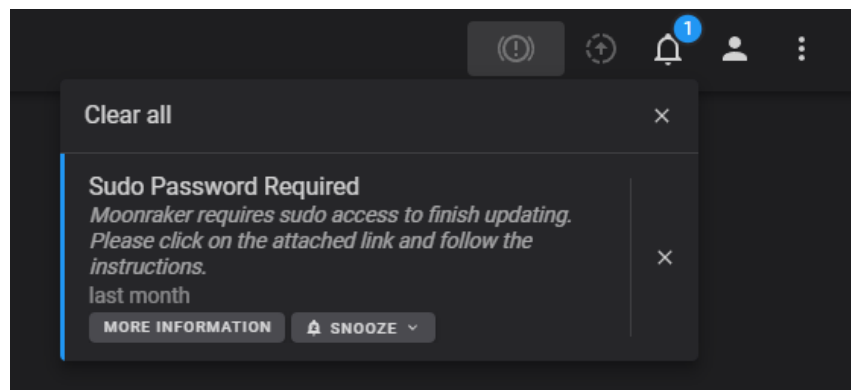 1
Clear all
Sudo Password Required
Moonraker requires sudo access to finish updating.
Please click on the attached link and follow the
instructions.
last month
MORE INFORMATION
SNOOZE